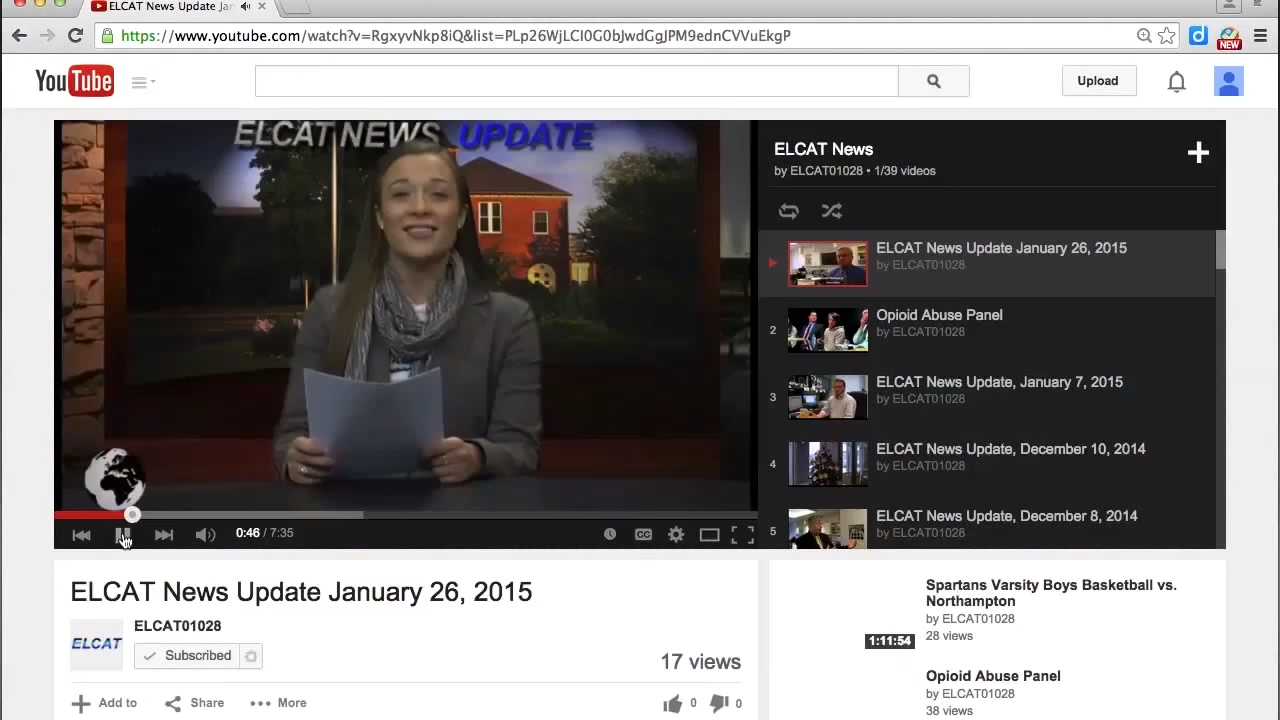 ELCAT News Update Jan
https://www.youtube.com/watch?v=RgxyvNkp8iQ&list=PLp26WjLCI0G0bJwdGgJPM9ednCVVuEkgP
NEW
YouTube
Upload
ELCAT NEWS UPDATE
ELCAT News
by ELCAT01028 • 1/39 videos
ELCAT News Update January 26, 2015
by ELCAT01028
2
Opioid Abuse Panel
by ELCAT01028
3
ELCAT News Update, January 7, 2015
by ELCAT01028
4
ELCAT News Update, December 10, 2014
by ELCAT01028
5
ELCAT News Update, December 8, 2014
by ELCAT01028
0:46 / 7:35
CC
ELCAT News Update January 26, 2015
ELCAT
ELCAT01028
Subscribed
17 views
Add to
Share
More
0
0
Spartans Varsity Boys Basketball vs.
Northampton
by ELCAT01028
28 views
1:11:54
Opioid Abuse Panel
by ELCAT01028
38 views